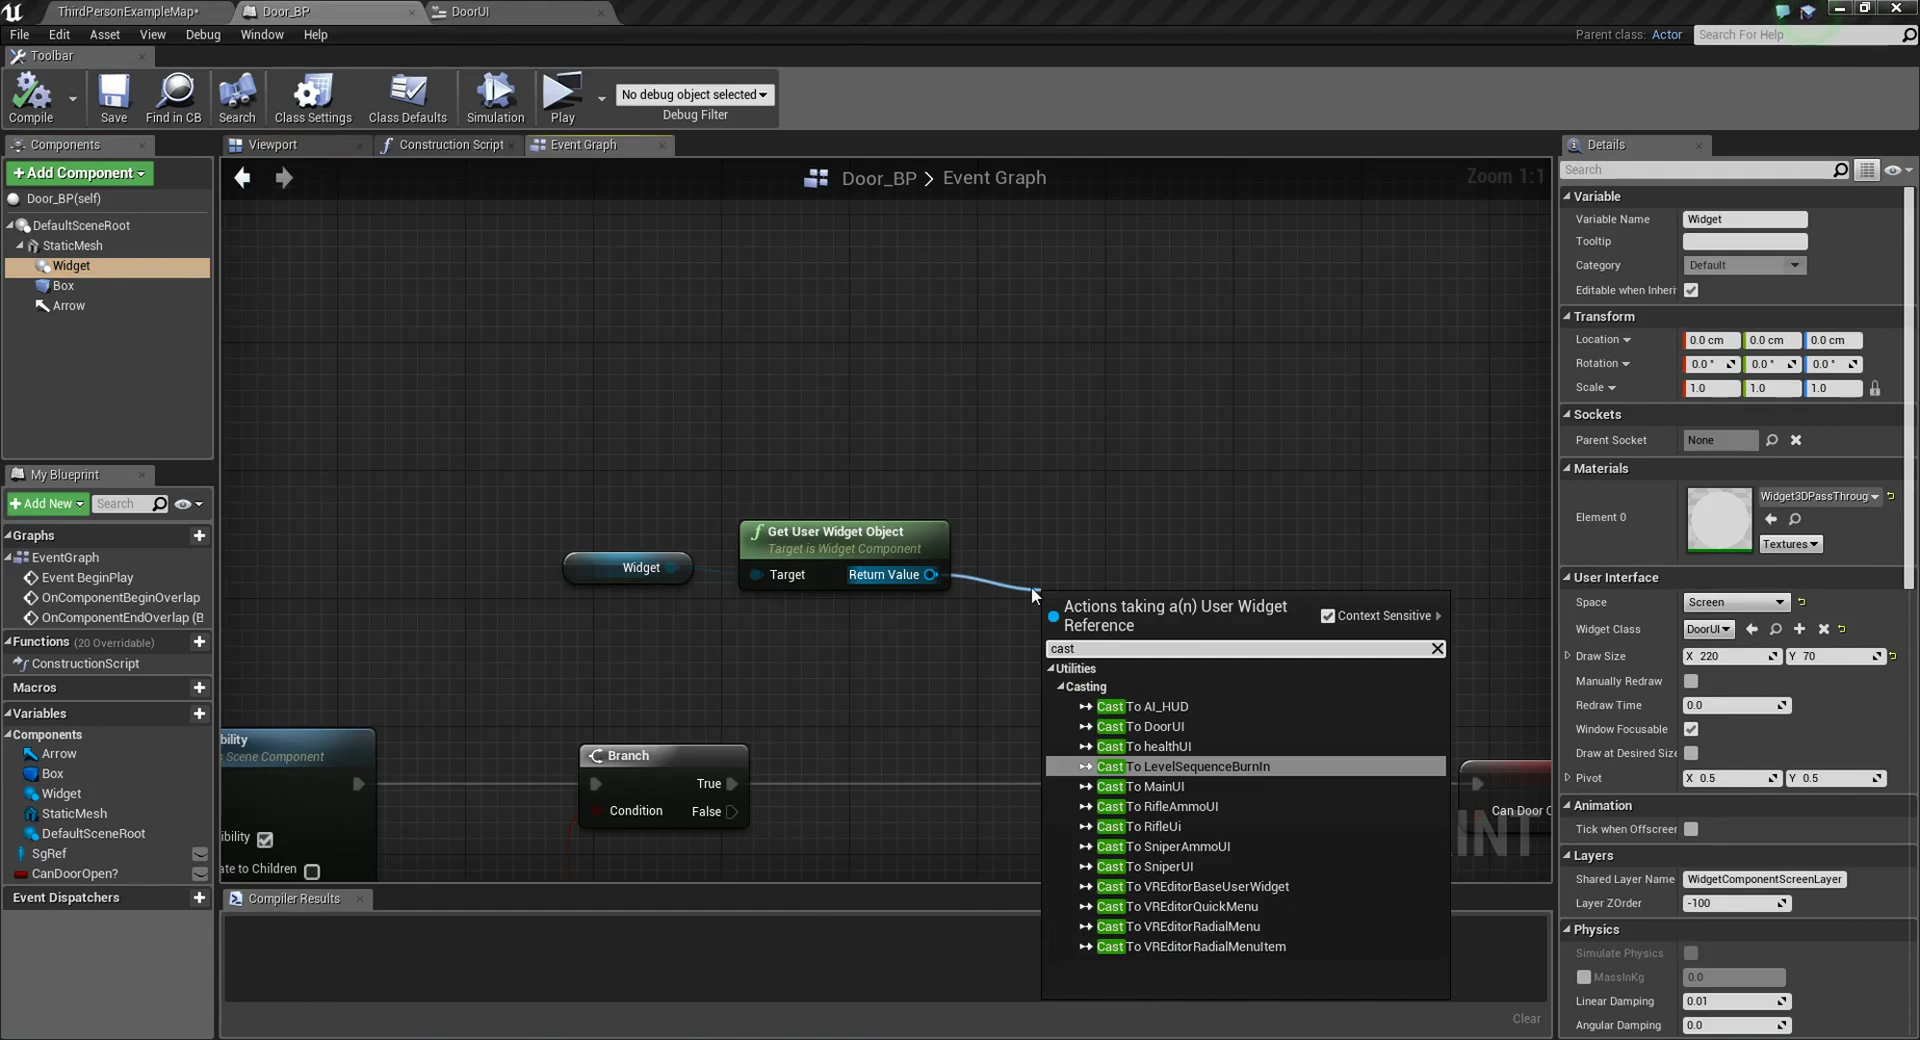 ThirdPersonExampleMap*
Door_BP
DoorUI
File Edit Asset View Debug Window Help
Parent class: Actor
Search For Help
Toolbar
Compile
Save
Find in CB
Search
Class Settings
Class Defaults
Simulation
Play
No debug object selected
Debug Filter
Components
+ Add Component
Door_BP(self)
DefaultSceneRoot
StaticMesh
Widget
Box
Arrow
My Blueprint
+ Add New
Search
Graphs
EventGraph
Event BeginPlay
OnComponentBeginOverlap
OnComponentEndOverlap (B
Functions (20 Overridable)
ConstructionScript
Macros
Variables
Components
Arrow
Box
Widget
StaticMesh
DefaultSceneRoot
SgRef
CanDoorOpen?
Event Dispatchers
Viewport
Construction Script
Event Graph
Door_BP > Event Graph
Zoom 1:1
Widget
Get User Widget Object
Target is Widget Component
Target
Return Value
bility
s Scene Component
ibility
ate to Children
Branch
True
Condition
False
Can Door O
INT
Actions taking a(n) User Widget
Reference
Context Sensitive
cast
Utilities
Casting
Cast To AI_HUD
Cast To DoorUI
Cast To healthUI
Cast To LevelSequenceBurnIn
Cast To MainUI
Cast To RifleAmmoUI
Cast To RifleUi
Cast To SniperAmmoUI
Cast To SniperUI
Cast To VREditorBaseUserWidget
Cast To VREditorQuickMenu
Cast To VREditorRadialMenu
Cast To VREditorRadialMenuItem
Compiler Results
Clear
Details
Search
Variable
Variable Name Widget
Tooltip
Category Default
Editable when Inheri
Transform
Location 0.0 cm 0.0 cm 0.0 cm
Rotation 0.0 ° 0.0 ° 0.0 °
Scale 1.0 1.0 1.0
Sockets
Parent Socket None
Materials
Element 0
Widget3DPassThroug
Textures
User Interface
Space Screen
Widget Class DoorUI
Draw Size X 220 Y 70
Manually Redraw
Redraw Time 0.0
Window Focusable
Draw at Desired Size
Pivot X 0.5 Y 0.5
Animation
Tick when Offscreen
Layers
Shared Layer Name WidgetComponentScreenLayer
Layer ZOrder -100
Physics
Simulate Physics
MassInKg 0.0
Linear Damping 0.01
Angular Damping 0.0